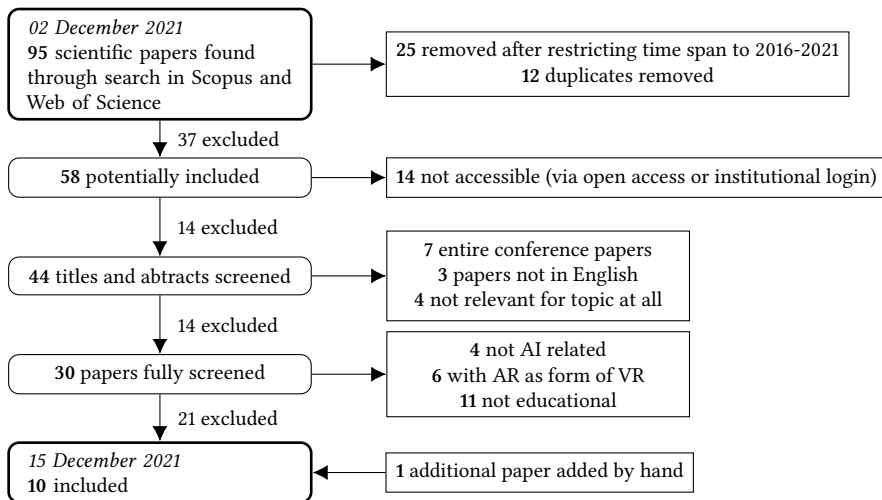 02 December 2021
95 scientific papers found
through search in Scopus and
Web of Science
25 removed after restricting time span to 2016-2021
12 duplicates removed
37 excluded
58 potentially included
14 not accessible (via open access or institutional login)
14 excluded
44 titles and abtracts screened
7 entire conference papers
3 papers not in English
4 not relevant for topic at all
14 excluded
30 papers fully screened
4 not AI related
6 with AR as form of VR
11 not educational
21 excluded
15 December 2021
10 included
1 additional paper added by hand